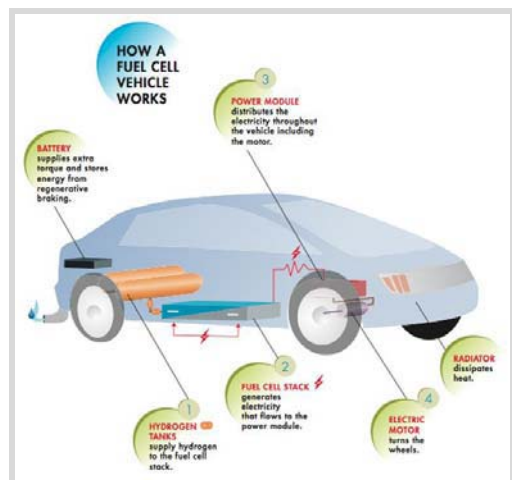 HOW A
FUEL CELL
VEHICLE
WORKS
3
POWER MODULE
distributes the
electricity throughout
the vehicle including
the motor.
BATTERY
supplies extra
torque and stores
energy from
regenerative
braking.
1
HYDROGEN
TANKS
supply hydrogen
to the fuel cell
stack.
2
FUEL CELL STACK
generates
electricity
that flows to the
power module.
4
ELECTRIC
MOTOR
turns the
wheels.
RADIATOR
dissipates
heat.